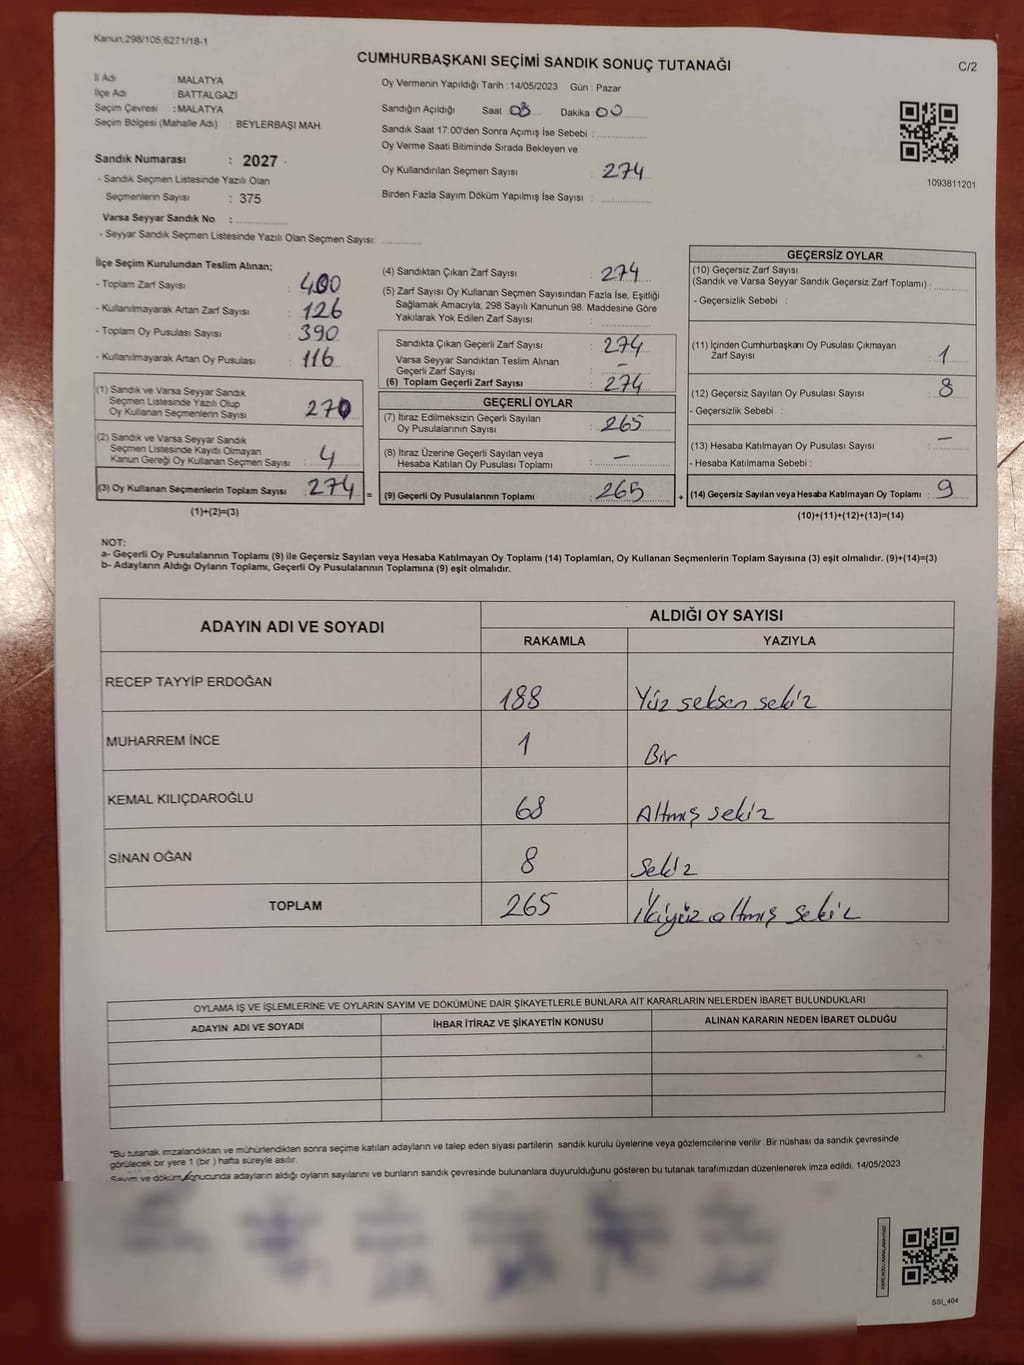 Kanun;298/105;6271/18-1
CUMHURBAŞKANI SEÇİMİ SANDIK SONUÇ TUTANAĞI
C/2
İl Adı : MALATYA
İlçe Adı : BATTALGAZİ
Seçim Çevresi : MALATYA
Seçim Bölgesi (Mahalle Adı) : BEYLERBAŞI MAH.
Sandık Numarası : 2027
- Sandık Seçmen Listesinde Yazılı Olan
Seçmenlerin Sayısı : 375
Varsa Seyyar Sandık No :
- Seyyar Sandık Seçmen Listesinde Yazılı Olan Seçmen Sayısı:
Oy Vermenin Yapıldığı Tarih : 14/05/2023 Gün : Pazar
Sandığın Açıldığı Saat 08 Dakika 00
Sandık Saat 17:00'den Sonra Açımış İse Sebebi :
Oy Verme Saati Bitiminde Sırada Bekleyen ve
Oy Kullandırılan Seçmen Sayısı : 274
Birden Fazla Sayım Döküm Yapılmış İse Sayısı :
1093811201
İlçe Seçim Kurulundan Teslim Alınan;
- Toplam Zarf Sayısı : 400
- Kullanılmayarak Artan Zarf Sayısı : 126
- Toplam Oy Pusulası Sayısı : 390
- Kullanılmayarak Artan Oy Pusulası : 116
(1) Sandık ve Varsa Seyyar Sandık
Seçmen Listesinde Yazılı Olup
Oy Kullanan Seçmenlerin Sayısı : 270
(2) Sandık ve Varsa Seyyar Sandık
Seçmen Listesinde Kayıtlı Olmayan
Kanun Gereği Oy Kullanan Seçmen Sayısı : 4
(3) Oy Kullanan Seçmenlerin Toplam Sayısı : 274 =
(1)+(2)=(3)
(4) Sandıktan Çıkan Zarf Sayısı : 274
(5) Zarf Sayısı Oy Kullanan Seçmen Sayısından Fazla İse, Eşitliği
Sağlamak Amacıyla, 298 Sayılı Kanunun 98. Maddesine Göre
Yakılarak Yok Edilen Zarf Sayısı :
Sandıkta Çıkan Geçerli Zarf Sayısı : 274
Varsa Seyyar Sandıktan Teslim Alınan
Geçerli Zarf Sayısı : –
(6) Toplam Geçerli Zarf Sayısı : 274
GEÇERLİ OYLAR
(7) İtiraz Edilmeksizin Geçerli Sayılan
Oy Pusulalarının Sayısı : 265
(8) İtiraz Üzerine Geçerli Sayılan veya
Hesaba Katılan Oy Pusulası Toplamı : –
(9) Geçerli Oy Pusulalarının Toplamı : 265 +
GEÇERSİZ OYLAR
(10) Geçersiz Zarf Sayısı
(Sandık ve Varsa Seyyar Sandık Geçersiz Zarf Toplamı) :
- Geçersizlik Sebebi :
(11) İçinden Cumhurbaşkanı Oy Pusulası Çıkmayan
Zarf Sayısı : 1
(12) Geçersiz Sayılan Oy Pusulası Sayısı : 8
- Geçersizlik Sebebi :
(13) Hesaba Katılmayan Oy Pusulası Sayısı : –
- Hesaba Katılmama Sebebi :
(14) Geçersiz Sayılan veya Hesaba Katılmayan Oy Toplamı : 9
(10)+(11)+(12)+(13)=(14)
NOT:
a- Geçerli Oy Pusulalarının Toplamı (9) ile Geçersiz Sayılan veya Hesaba Katılmayan Oy Toplamı (14) Toplamları, Oy Kullanan Seçmenlerin Toplam Sayısına (3) eşit olmalıdır. (9)+(14)=(3)
b- Adayların Aldığı Oyların Toplamı, Geçerli Oy Pusulalarının Toplamına (9) eşit olmalıdır.
ADAYIN ADI VE SOYADI ALDIĞI OY SAYISI
RAKAMLA YAZIYLA
RECEP TAYYİP ERDOĞAN 188 Yüz seksen sekiz
MUHARREM İNCE 1 Bir
KEMAL KILIÇDAROĞLU 68 Altmış sekiz
SİNAN OĞAN 8 Sekiz
TOPLAM 265 İkiyüz altmış sekiz
OYLAMA İŞ VE İŞLEMLERİNE VE OYLARIN SAYIM VE DÖKÜMÜNE DAİR ŞİKAYETLERLE BUNLARA AİT KARARLARIN NELERDEN İBARET BULUNDUKLARI
ADAYIN ADI VE SOYADI İHBAR İTİRAZ VE ŞİKAYETİN KONUSU ALINAN KARARIN NEDEN İBARET OLDUĞU
*Bu tutanak imzalandıktan ve mühürlendikten sonra seçime katılan adayların ve talep eden siyasi partilerin sandık kurulu üyelerine veya gözlemcilerine verilir .Bir nüshası da sandık çevresinde
görülecek bir yere 1 (bir ) hafta süreyle asılır.
Sayım ve döküm sonucunda adayların aldığı oyların sayılarını ve bunların sandık çevresinde bulunanlara duyurulduğunu gösteren bu tutanak tarafımızdan düzenlenerek imza edildi. 14/05/2023
SSİ_404